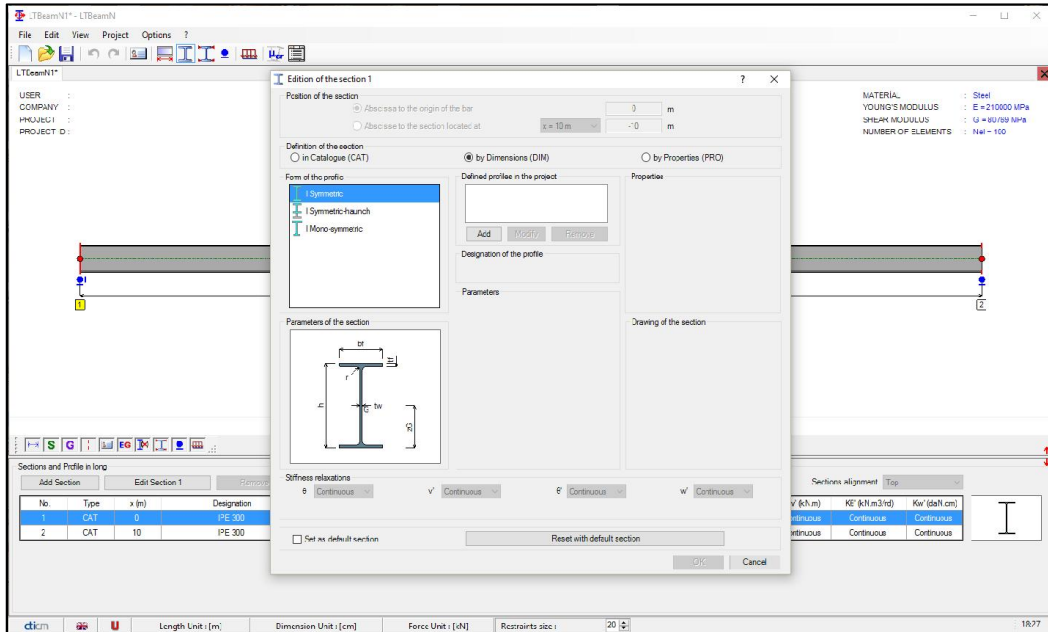 LTBeamN1* - LTBeamN
File Edit View Project Options ?
LTBeamN1*
USER :
COMPANY :
PROJECT :
PROJECT ID :
MATERIAL : Steel
YOUNG'S MODULUS : E = 210000 MPa
SHEAR MODULUS : G = 80769 MPa
NUMBER OF ELEMENTS : Nel = 100
1
2
Edition of the section 1 ?
Position of the section
Abscissa to the origin of the bar 0 m
Abscisse to the section located at x = 10 m -10 m
Definition of the section
in Catalogue (CAT) by Dimensions (DIM) by Properties (PRO)
Form of the profile
I Symmetric
I Symmetric-haunch
I Mono-symmetric
Defined profiles in the project
Add Modify Remove
Designation of the profile
Parameters
Properties
Parameters of the section
bf
tf
r
h
G
tw
zG
Drawing of the section
Stiffness relaxations
θ Continuous v' Continuous θ' Continuous w' Continuous
Set as default section Reset with default section
OK Cancel
S G EG
Sections and Profile in long
Add Section Edit Section 1
Sections alignment Top
No. Type x (m) Designation (kN.m) KE' (kN.m3/rd) Kw' (daN.cm)
1 CAT 0 IPE 300 Continuous Continuous
2 CAT 10 IPE 300 Continuous Continuous
cticm U Length Unit : [m] Dimension Unit : [cm] Force Unit : [kN] Restraints size : 20 18:27